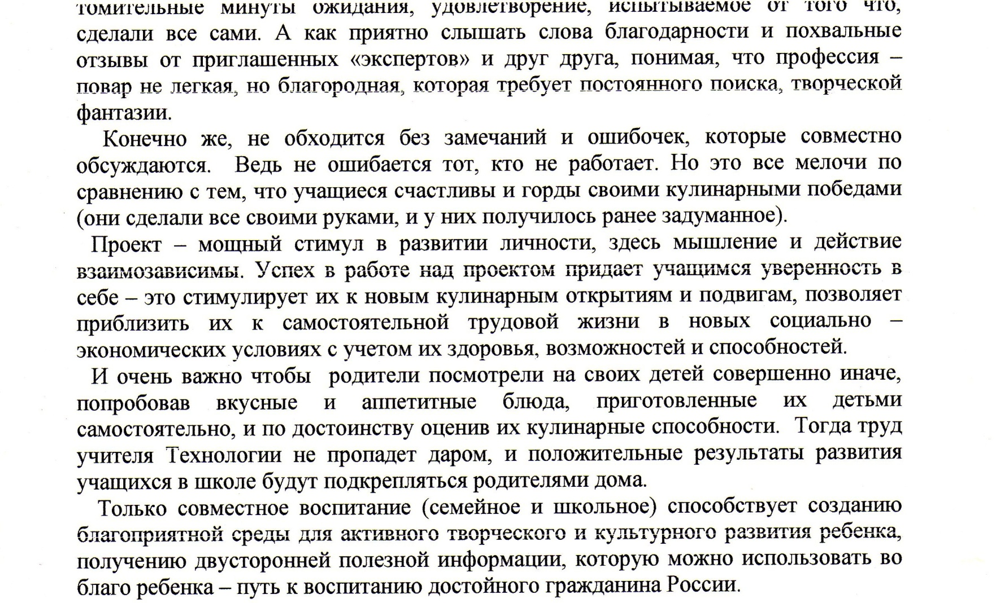 томительные минуты ожидания, удовлетворение, испытываемое от того что,
сделали все сами. А как приятно слышать слова благодарности и похвальные
отзывы от приглашенных «экспертов» и друг друга, понимая, что профессия –
повар не легкая, но благородная, которая требует постоянного поиска, творческой
фантазии.
Конечно же, не обходится без замечаний и ошибочек, которые совместно
обсуждаются. Ведь не ошибается тот, кто не работает. Но это все мелочи по
сравнению с тем, что учащиеся счастливы и горды своими кулинарными победами
(они сделали все своими руками, и у них получилось ранее задуманное).
Проект – мощный стимул в развитии личности, здесь мышление и действие
взаимозависимы. Успех в работе над проектом придает учащимся уверенность в
себе – это стимулирует их к новым кулинарным открытиям и подвигам, позволяет
приблизить их к самостоятельной трудовой жизни в новых социально –
экономических условиях с учетом их здоровья, возможностей и способностей.
И очень важно чтобы родители посмотрели на своих детей совершенно иначе,
попробовав вкусные и аппетитные блюда, приготовленные их детьми
самостоятельно, и по достоинству оценив их кулинарные способности. Тогда труд
учителя Технологии не пропадет даром, и положительные результаты развития
учащихся в школе будут подкрепляться родителями дома.
Только совместное воспитание (семейное и школьное) способствует созданию
благоприятной среды для активного творческого и культурного развития ребенка,
получению двусторонней полезной информации, которую можно использовать во
благо ребенка – путь к воспитанию достойного гражданина России.